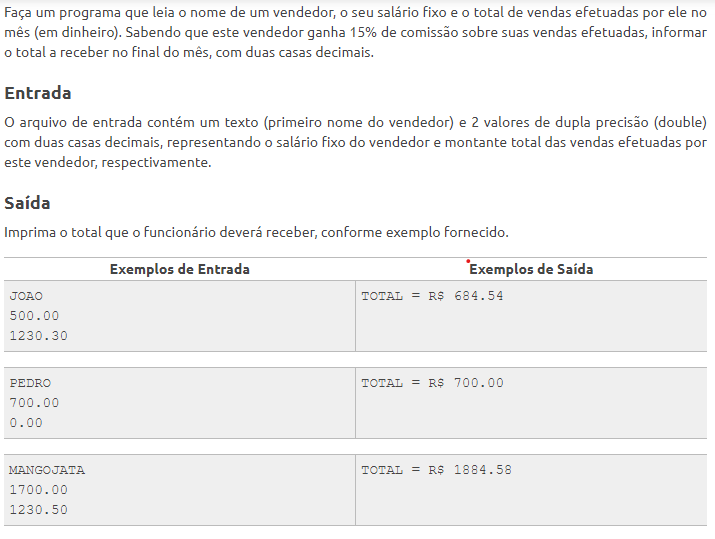 Faça um programa que leia o nome de um vendedor, o seu salário fixo e o total de vendas efetuadas por ele no
mês (em dinheiro). Sabendo que este vendedor ganha 15% de comissão sobre suas vendas efetuadas, informar
o total a receber no final do mês, com duas casas decimais.
Entrada
O arquivo de entrada contém um texto (primeiro nome do vendedor) e 2 valores de dupla precisão (double)
com duas casas decimais, representando o salário fixo do vendedor e montante total das vendas efetuadas por
este vendedor, respectivamente.
Saída
Imprima o total que o funcionário deverá receber, conforme exemplo fornecido.
Exemplos de Entrada
Exemplos de Saída
JOAO
500.00
1230.30
TOTAL = R$ 684.54
PEDRO
700.00
0.00
TOTAL = R$ 700.00
MANGOJATA
1700.00
1230.50
TOTAL = R$ 1884.58